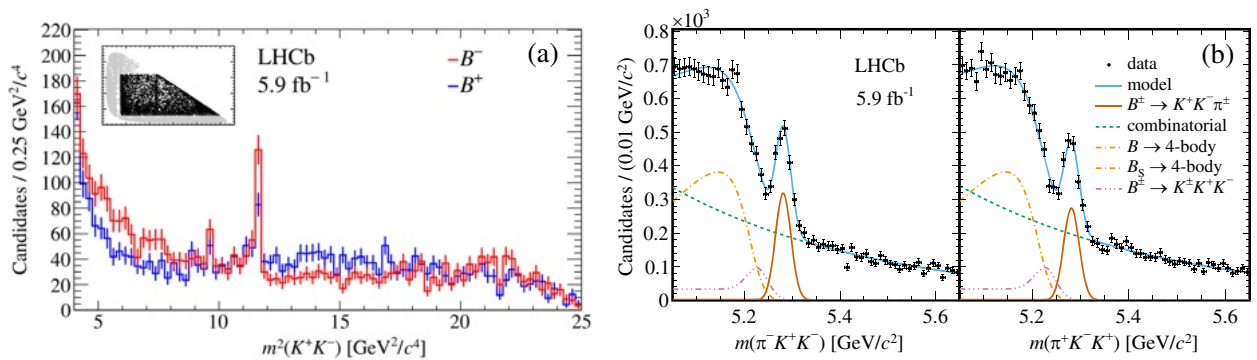 220
200
180
160
140
120
100
80
60
40
20
0
Candidates / 0.25 GeV²/c⁴
LHCb
5.9 fb⁻¹
B⁻
B⁺
(a)
5
10
15
20
25
m²(K⁺K⁻) [GeV²/c⁴]
×10³
0.8
0.7
0.6
0.5
0.4
0.3
0.2
0.1
0
Candidates / (0.01 GeV/c²)
LHCb
5.9 fb⁻¹
5.2
5.4
5.6
m(π⁻K⁺K⁻) [GeV/c²]
(b)
data
model
B± → K⁺K⁻π±
combinatorial
B → 4-body
B_S → 4-body
B± → K±K⁺K⁻
5.2
5.4
5.6
m(π⁺K⁻K⁺) [GeV/c²]